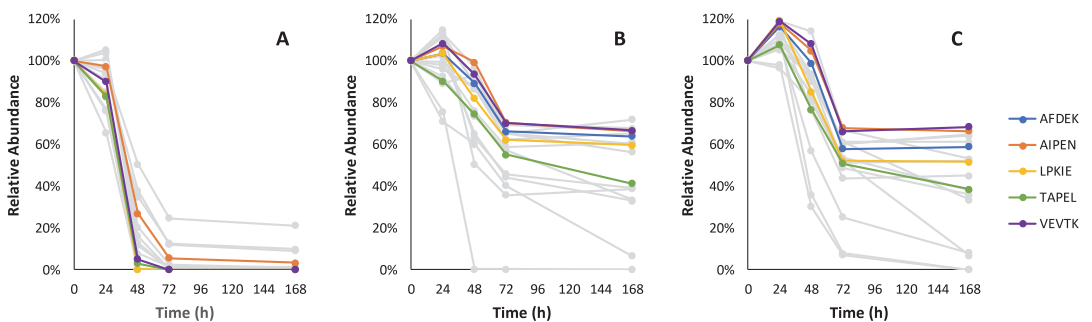 120%
100%
80%
60%
40%
20%
0%
Relative Abundance
A
0 24 48 72 96 120 144 168
Time (h)
120%
100%
80%
60%
40%
20%
0%
Relative Abundance
B
0 24 48 72 96 120 144 168
Time (h)
120%
100%
80%
60%
40%
20%
0%
Relative Abundance
C
0 24 48 72 96 120 144 168
Time (h)
AFDEK
AIPEN
LPKIE
TAPEL
VEVTK